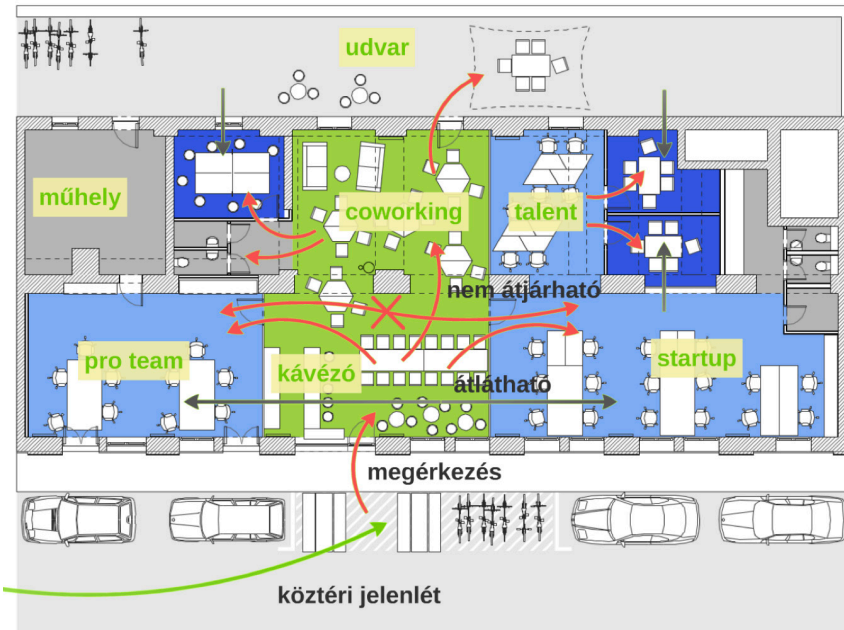 udvar
műhely
coworking
talent
nem átjárható
pro team
kávézó
startup
átlátható
megérkezés
köztéri jelenlét